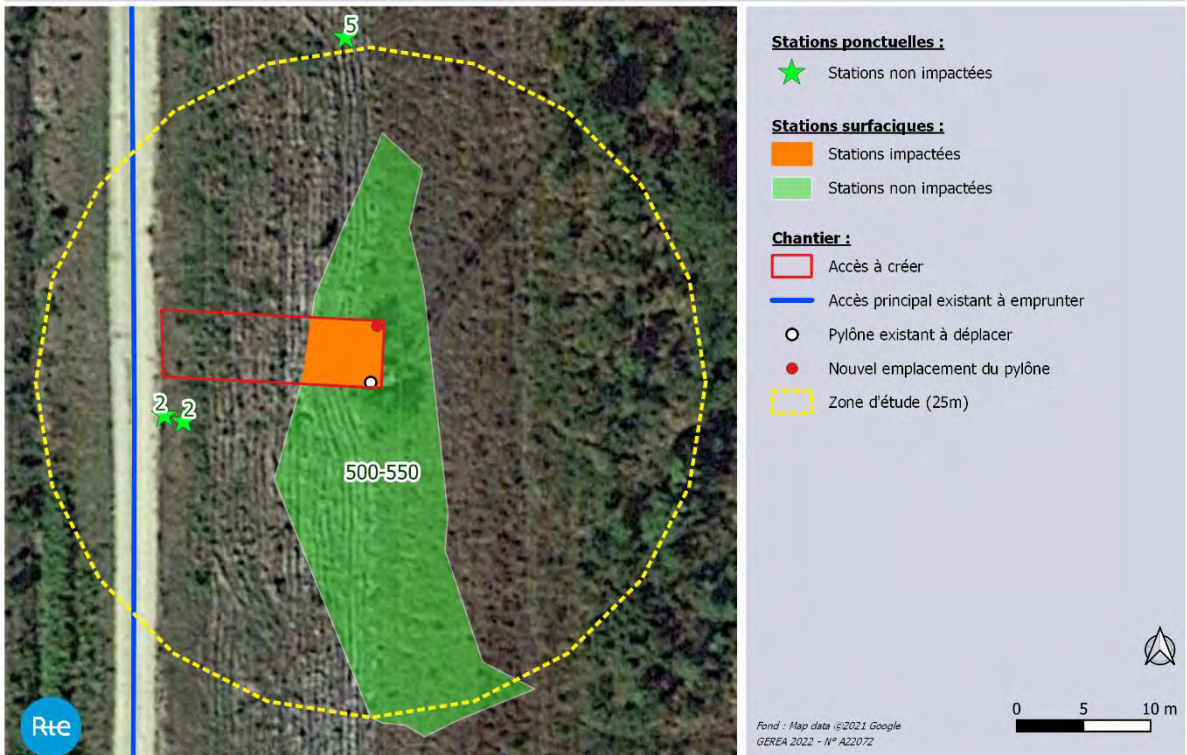 5
2 2
500-550
Rte
Stations ponctuelles :
Stations non impactées
Stations surfaciques :
Stations impactées
Stations non impactées
Chantier :
Accès à créer
Accès principal existant à emprunter
Pylône existant à déplacer
Nouvel emplacement du pylône
Zone d'étude (25m)
0 5 10 m
Fond : Map data ©2021 Google
GEREA 2022 - N° A22072